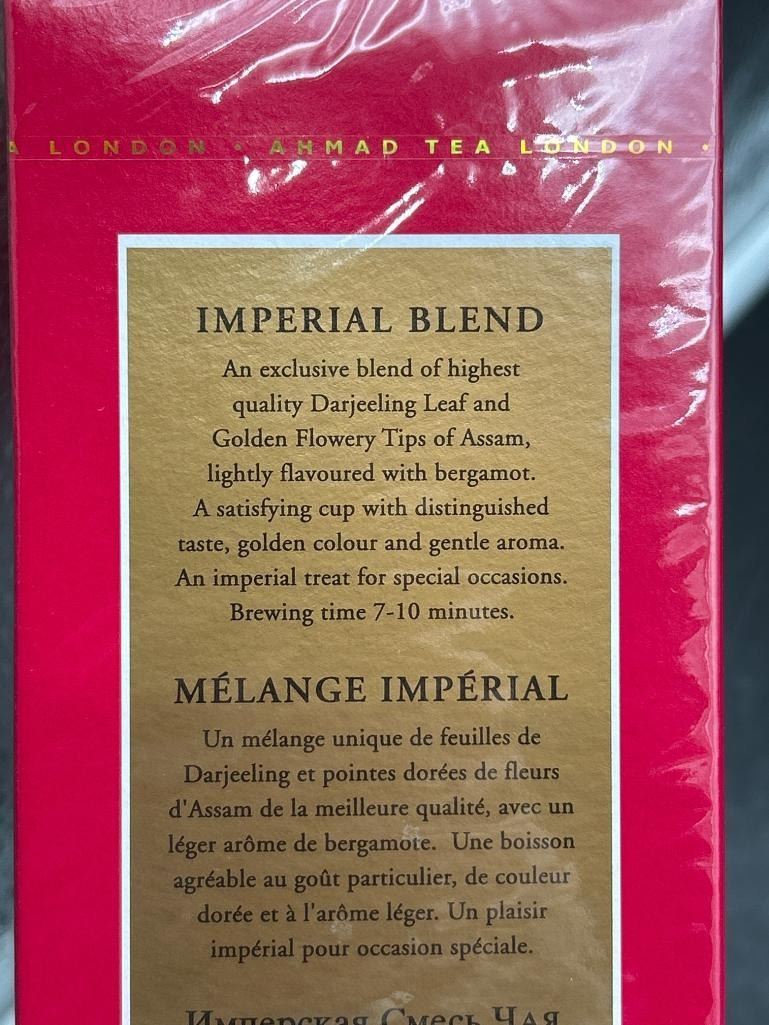 A LONDON • AHMAD TEA LONDON •
IMPERIAL BLEND
An exclusive blend of highest
quality Darjeeling Leaf and
Golden Flowery Tips of Assam,
lightly flavoured with bergamot.
A satisfying cup with distinguished
taste, golden colour and gentle aroma.
An imperial treat for special occasions.
Brewing time 7-10 minutes.
MÉLANGE IMPÉRIAL
Un mélange unique de feuilles de
Darjeeling et pointes dorées de fleurs
d'Assam de la meilleure qualité, avec un
léger arôme de bergamote. Une boisson
agréable au goût particulier, de couleur
dorée et à l'arôme léger. Un plaisir
impérial pour occasion spéciale.
Имперская Смесь Чая